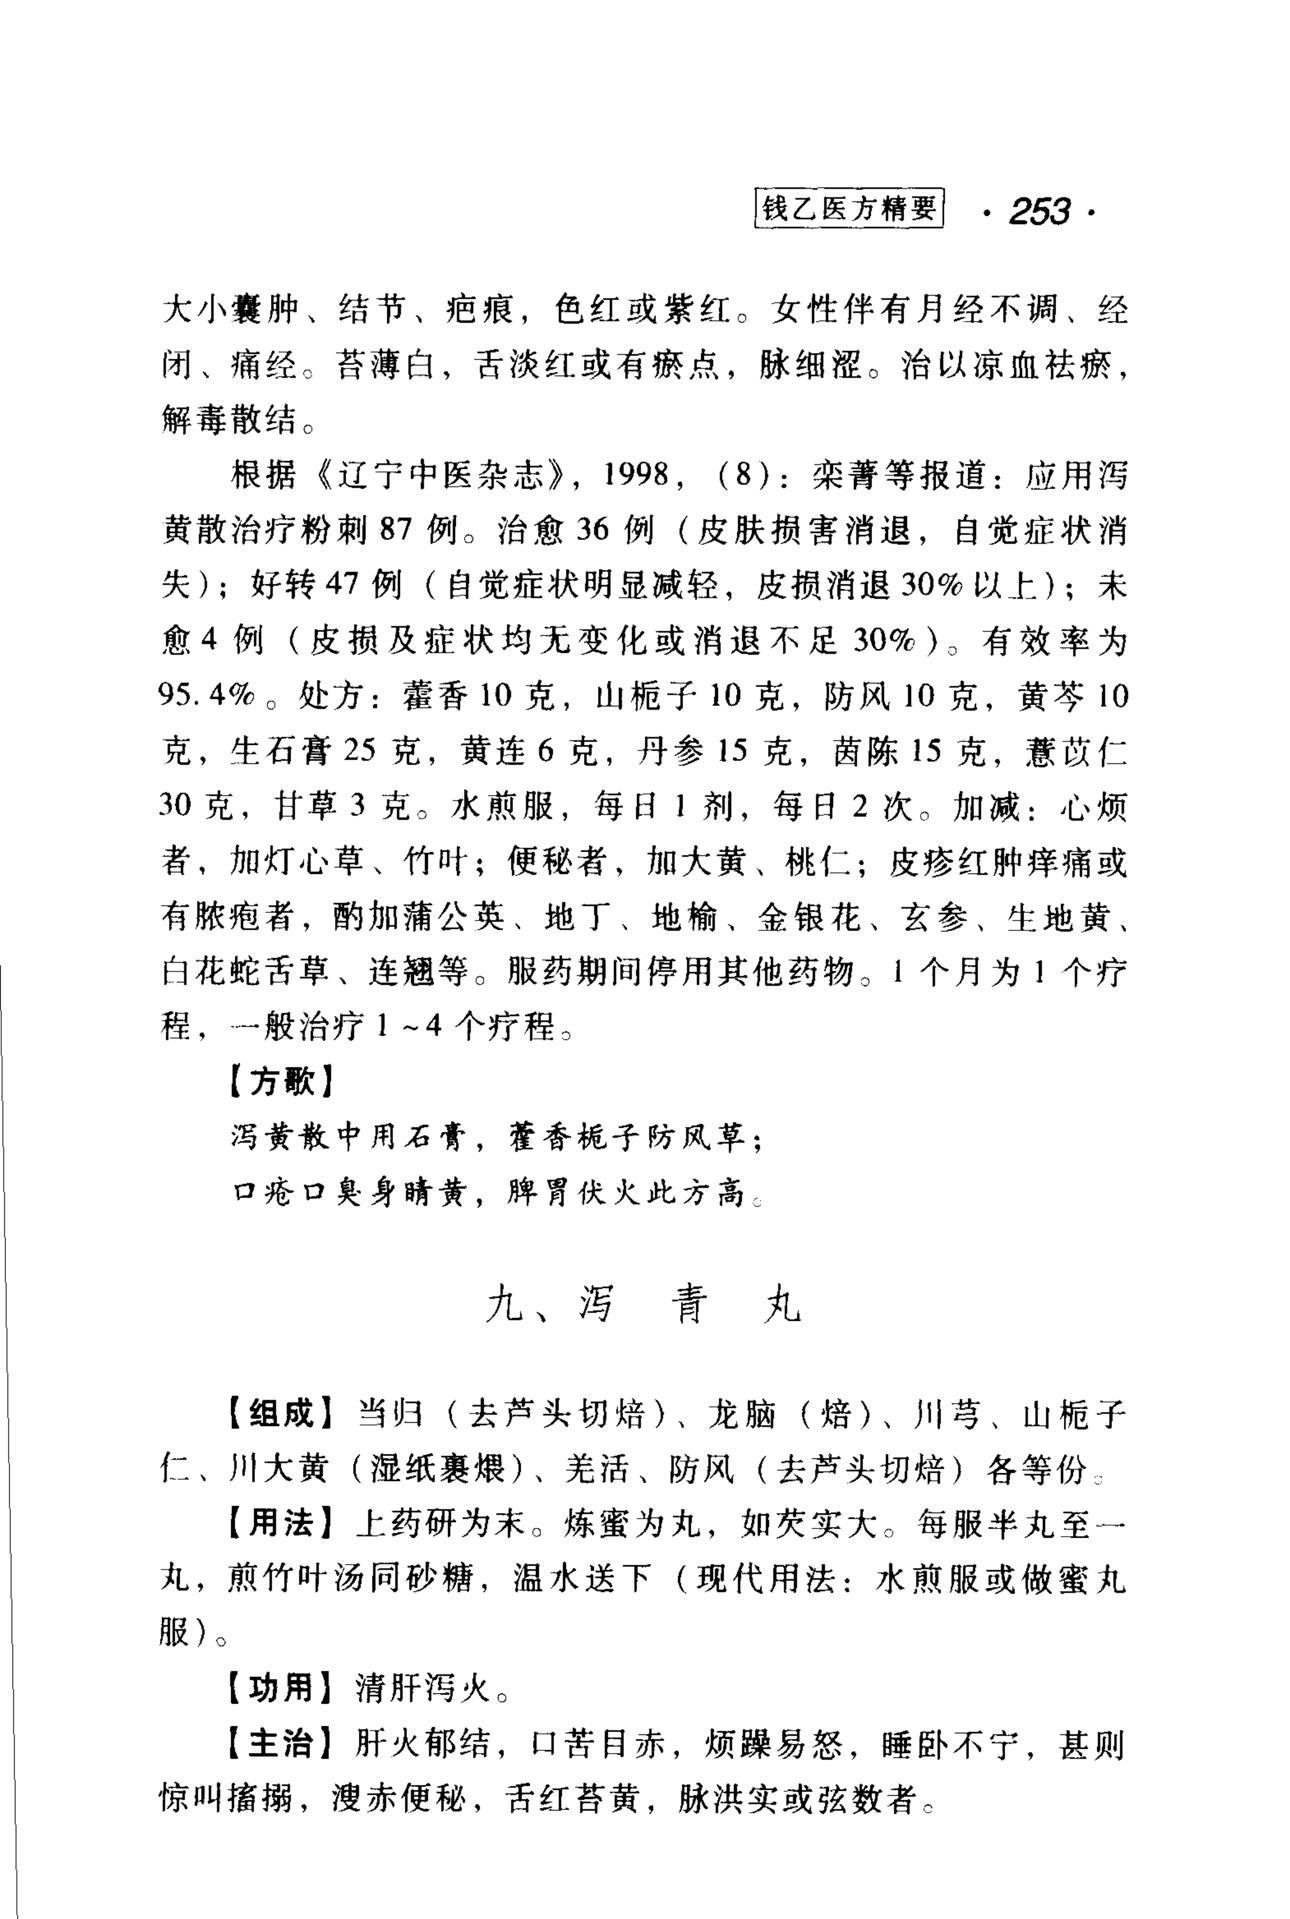 钱乙医方精要 ·253·
大小囊肿、结节、疤痕，色红或紫红。女性伴有月经不调、经
闭、痛经。苔薄白，舌淡红或有瘀点，脉细涩。治以凉血祛瘀，
解毒散结。
根据《辽宁中医杂志》，1998，（8）：栾菁等报道：应用泻
黄散治疗粉刺 87 例。治愈 36 例（皮肤损害消退，自觉症状消
失）；好转 47 例（自觉症状明显减轻，皮损消退 30% 以上）；未
愈 4 例（皮损及症状均无变化或消退不足 30%）。有效率为
95.4%。处方：藿香 10 克，山栀子 10 克，防风 10 克，黄芩 10
克，生石膏 25 克，黄连 6 克，丹参 15 克，茵陈 15 克，薏苡仁
30 克，甘草 3 克。水煎服，每日 1 剂，每日 2 次。加减：心烦
者，加灯心草、竹叶；便秘者，加大黄、桃仁；皮疹红肿痒痛或
有脓疱者，酌加蒲公英、地丁、地榆、金银花、玄参、生地黄、
白花蛇舌草、连翘等。服药期间停用其他药物。1 个月为 1 个疗
程，一般治疗 1～4 个疗程。
【方歌】
泻黄散中用石膏，藿香栀子防风草；
口疮口臭身睛黄，脾胃伏火此方高。
九、泻 青 丸
【组成】当归（去芦头切焙）、龙脑（焙）、川芎、山栀子
仁、川大黄（湿纸裹煨）、羌活、防风（去芦头切焙）各等份。
【用法】上药研为末。炼蜜为丸，如芡实大。每服半丸至一
丸，煎竹叶汤同砂糖，温水送下（现代用法：水煎服或做蜜丸
服）。
【功用】清肝泻火。
【主治】肝火郁结，口苦目赤，烦躁易怒，睡卧不宁，甚则
惊叫搐搦，溲赤便秘，舌红苔黄，脉洪实或弦数者。